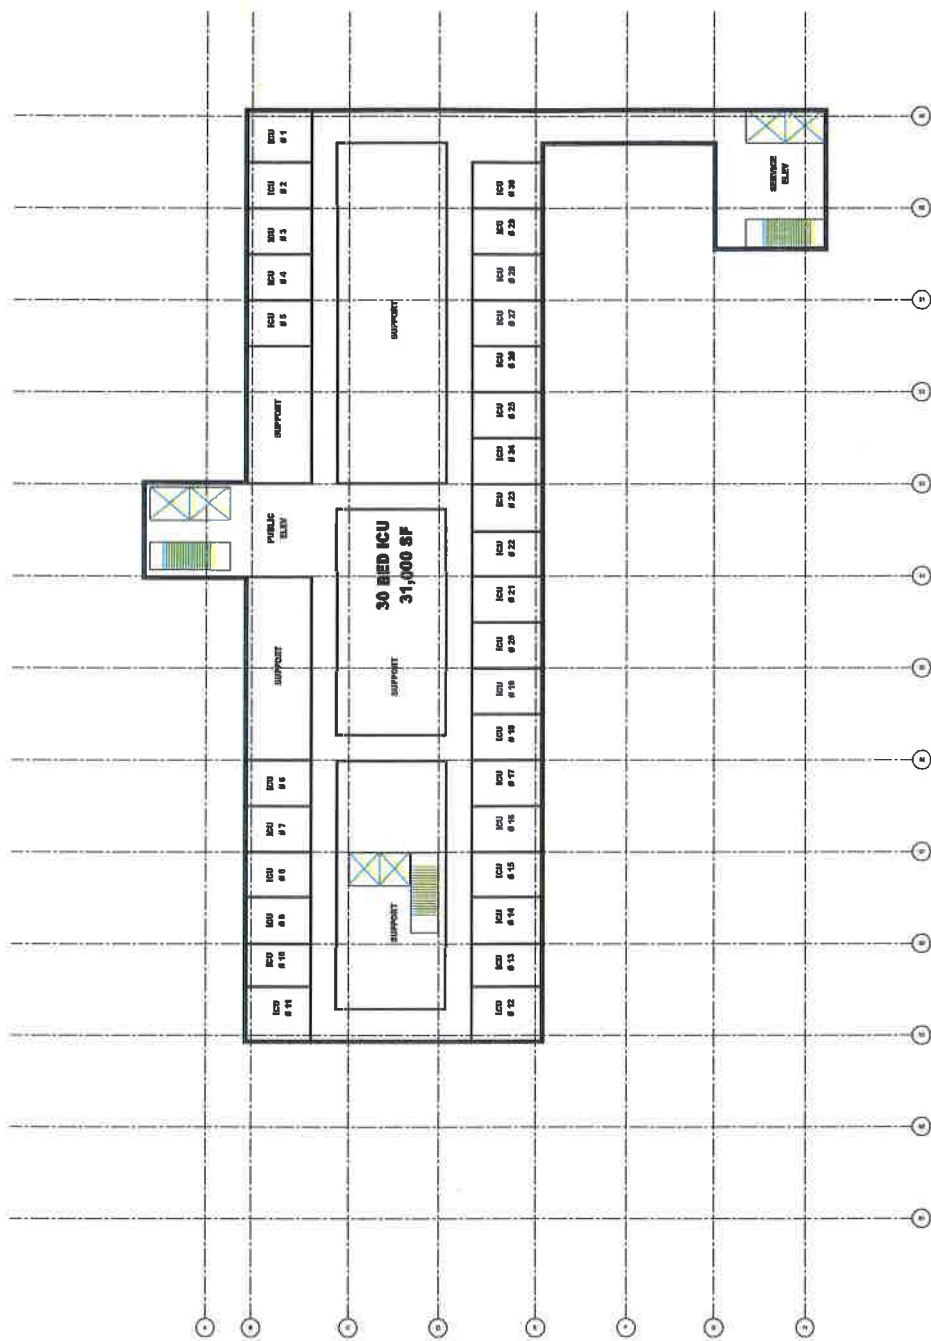 ICU
# 1
ICU
# 2
ICU
# 3
ICU
# 4
ICU
# 5
SUPPORT
PUBLIC
ELEV
SUPPORT
ICU
# 6
ICU
# 7
ICU
# 8
ICU
# 9
ICU
# 10
ICU
# 11
SUPPORT
30 BED ICU
31,000 SF
SUPPORT
SUPPORT
ICU
# 30
ICU
# 29
ICU
# 28
ICU
# 27
ICU
# 26
ICU
# 25
ICU
# 24
ICU
# 23
ICU
# 22
ICU
# 21
ICU
# 20
ICU
# 19
ICU
# 18
ICU
# 17
ICU
# 16
ICU
# 15
ICU
# 14
ICU
# 13
ICU
# 12
SERVICE
ELEV